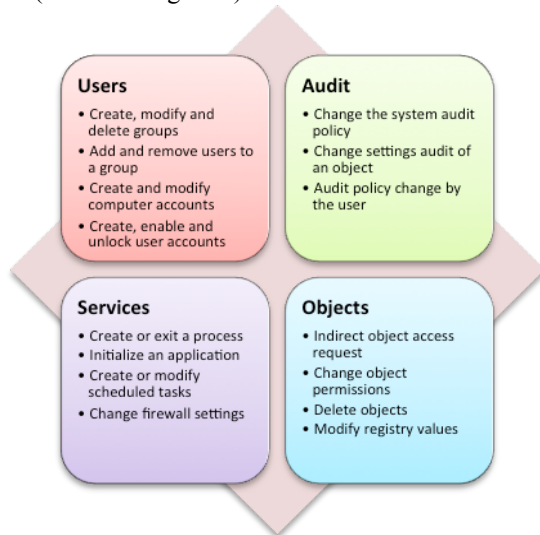 Users
• Create, modify and
delete groups
• Add and remove users to
a group
• Create and modify
computer accounts
• Create, enable and
unlock user accounts
Audit
• Change the system audit
policy
• Change settings audit of
an object
• Audit policy change by
the user
Services
• Create or exit a process
• Initialize an application
• Create or modify
scheduled tasks
• Change firewall settings
Objects
• Indirect object access
request
• Change object
permissions
• Delete objects
• Modify registry values